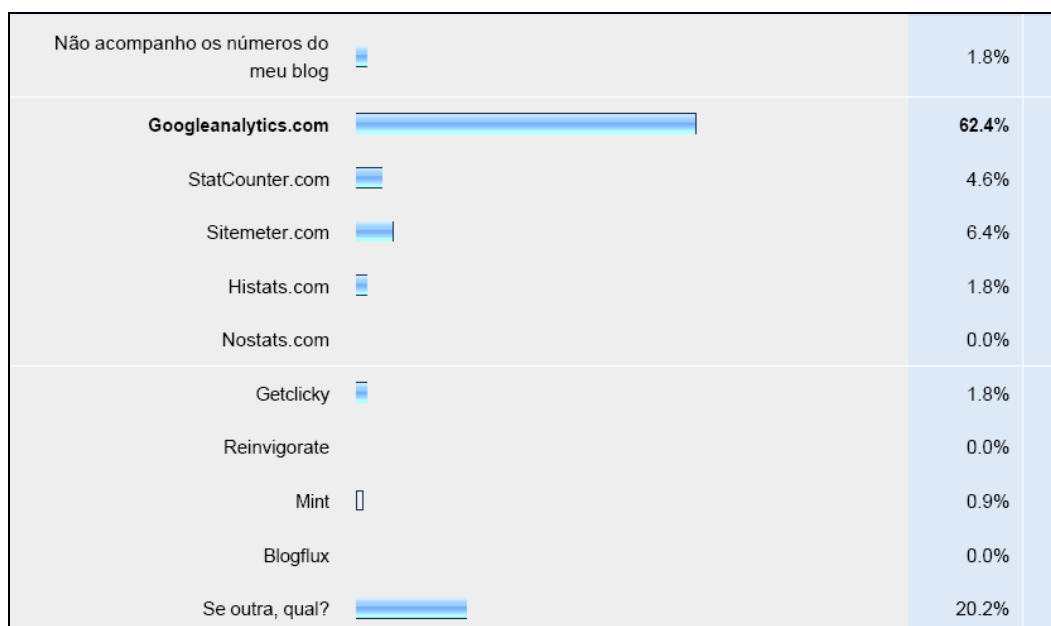 Não acompanho os números do
meu blog 1.8%
Googleanalytics.com 62.4%
StatCounter.com 4.6%
Sitemeter.com 6.4%
Histats.com 1.8%
Nostats.com 0.0%
Getclicky 1.8%
Reinvigorate 0.0%
Mint 0.9%
Blogflux 0.0%
Se outra, qual? 20.2%